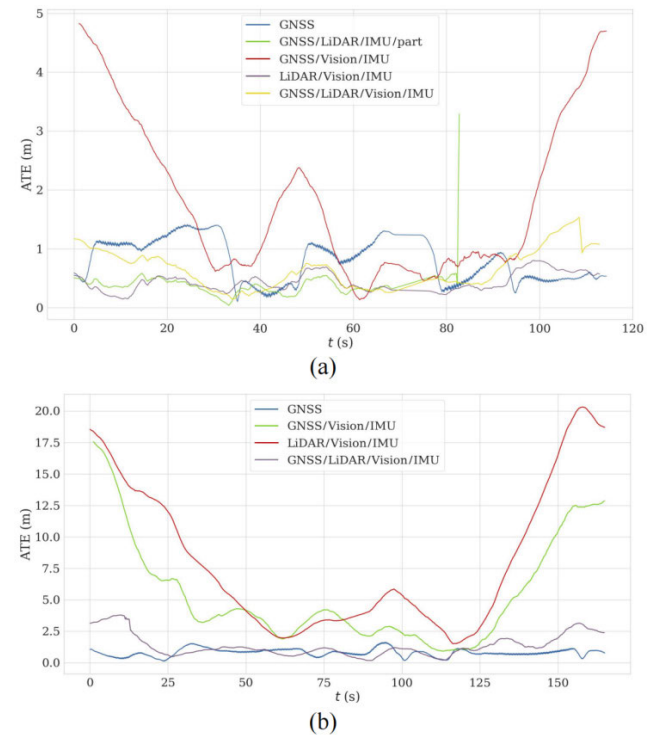 5
4
3
2
1
0
ATE (m)
GNSS
GNSS/LiDAR/IMU/part
GNSS/Vision/IMU
LiDAR/Vision/IMU
GNSS/LiDAR/Vision/IMU
0 20 40 60 80 100 120
t (s)
(a)
20.0
17.5
15.0
12.5
10.0
7.5
5.0
2.5
0.0
ATE (m)
GNSS
GNSS/Vision/IMU
LiDAR/Vision/IMU
GNSS/LiDAR/Vision/IMU
0 25 50 75 100 125 150
t (s)
(b)